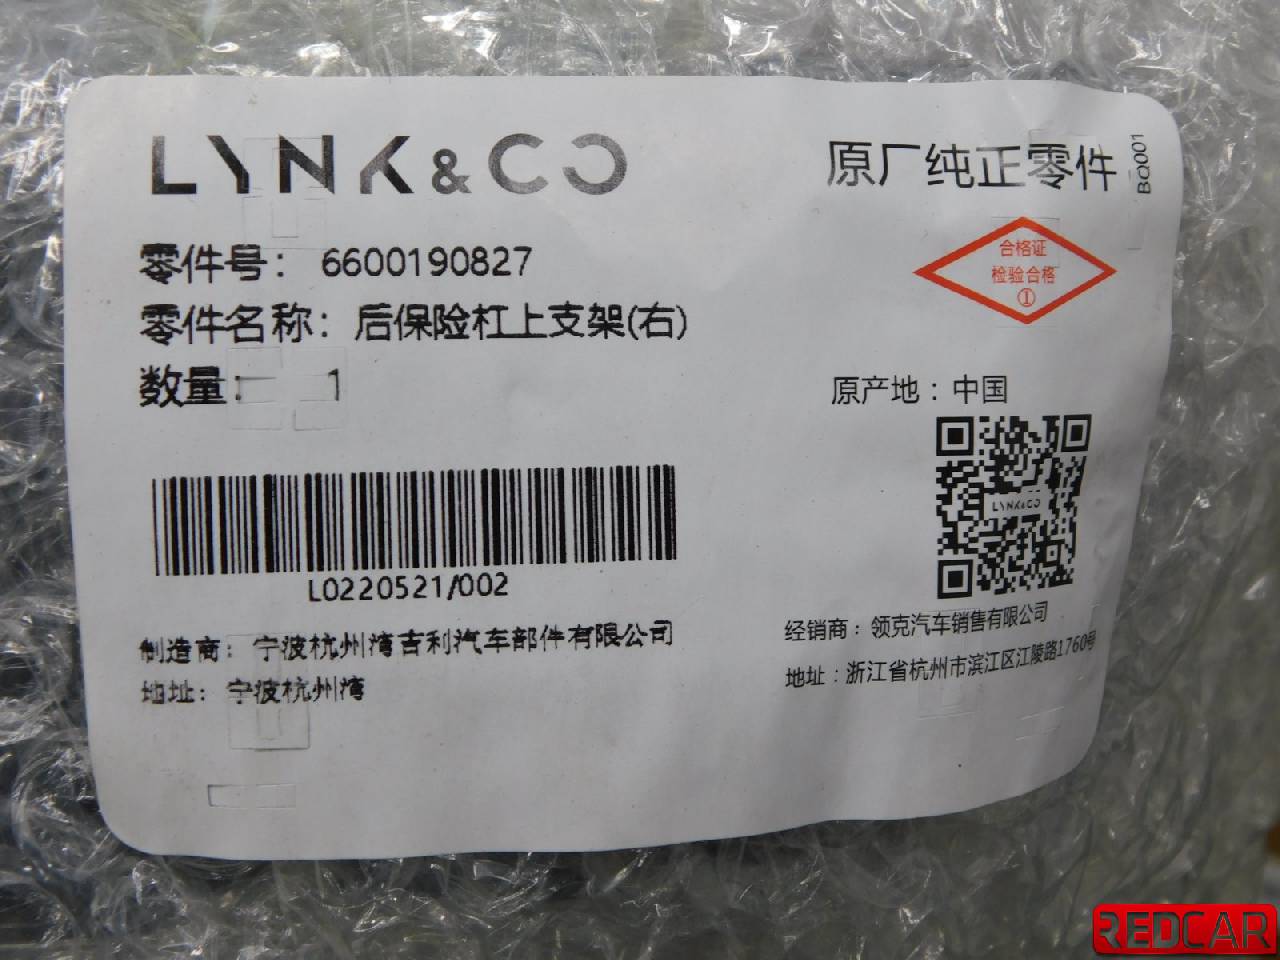 LYNK&CO
原厂纯正零件
BO001
零件号： 6600190827
合格证
检验合格
①
零件名称：后保险杠上支架(右)
数量： 1
原产地：中国
LYNK&CO
L0220521/002
制造商：宁波杭州湾吉利汽车部件有限公司
地址：宁波杭州湾
经销商：领克汽车销售有限公司
地址：浙江省杭州市滨江区江陵路1760号
REDCAR